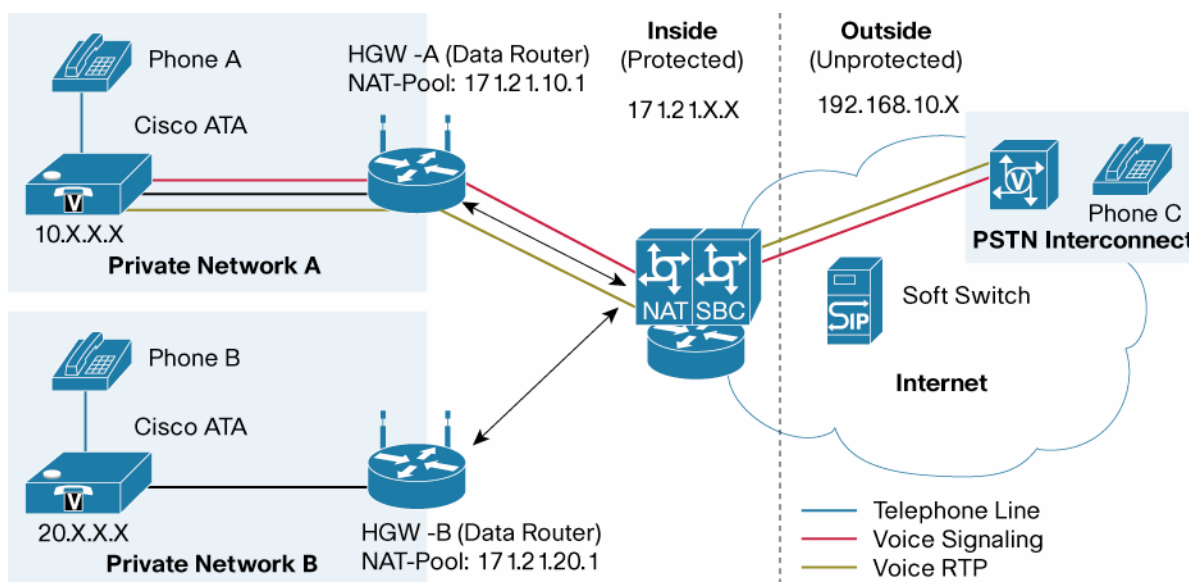 Phone A
Cisco ATA
10.X.X.X
Private Network A
HGW -A (Data Router)
NAT-Pool: 171.21.10.1
Inside
(Protected)
171.21.X.X
Outside
(Unprotected)
192.168.10.X
V
Phone C
PSTN Interconnect
V
NAT
SBC
SIP
Soft Switch
Internet
Phone B
Cisco ATA
V
20.X.X.X
Private Network B
HGW -B (Data Router)
NAT-Pool: 171.21.20.1
Telephone Line
Voice Signaling
Voice RTP